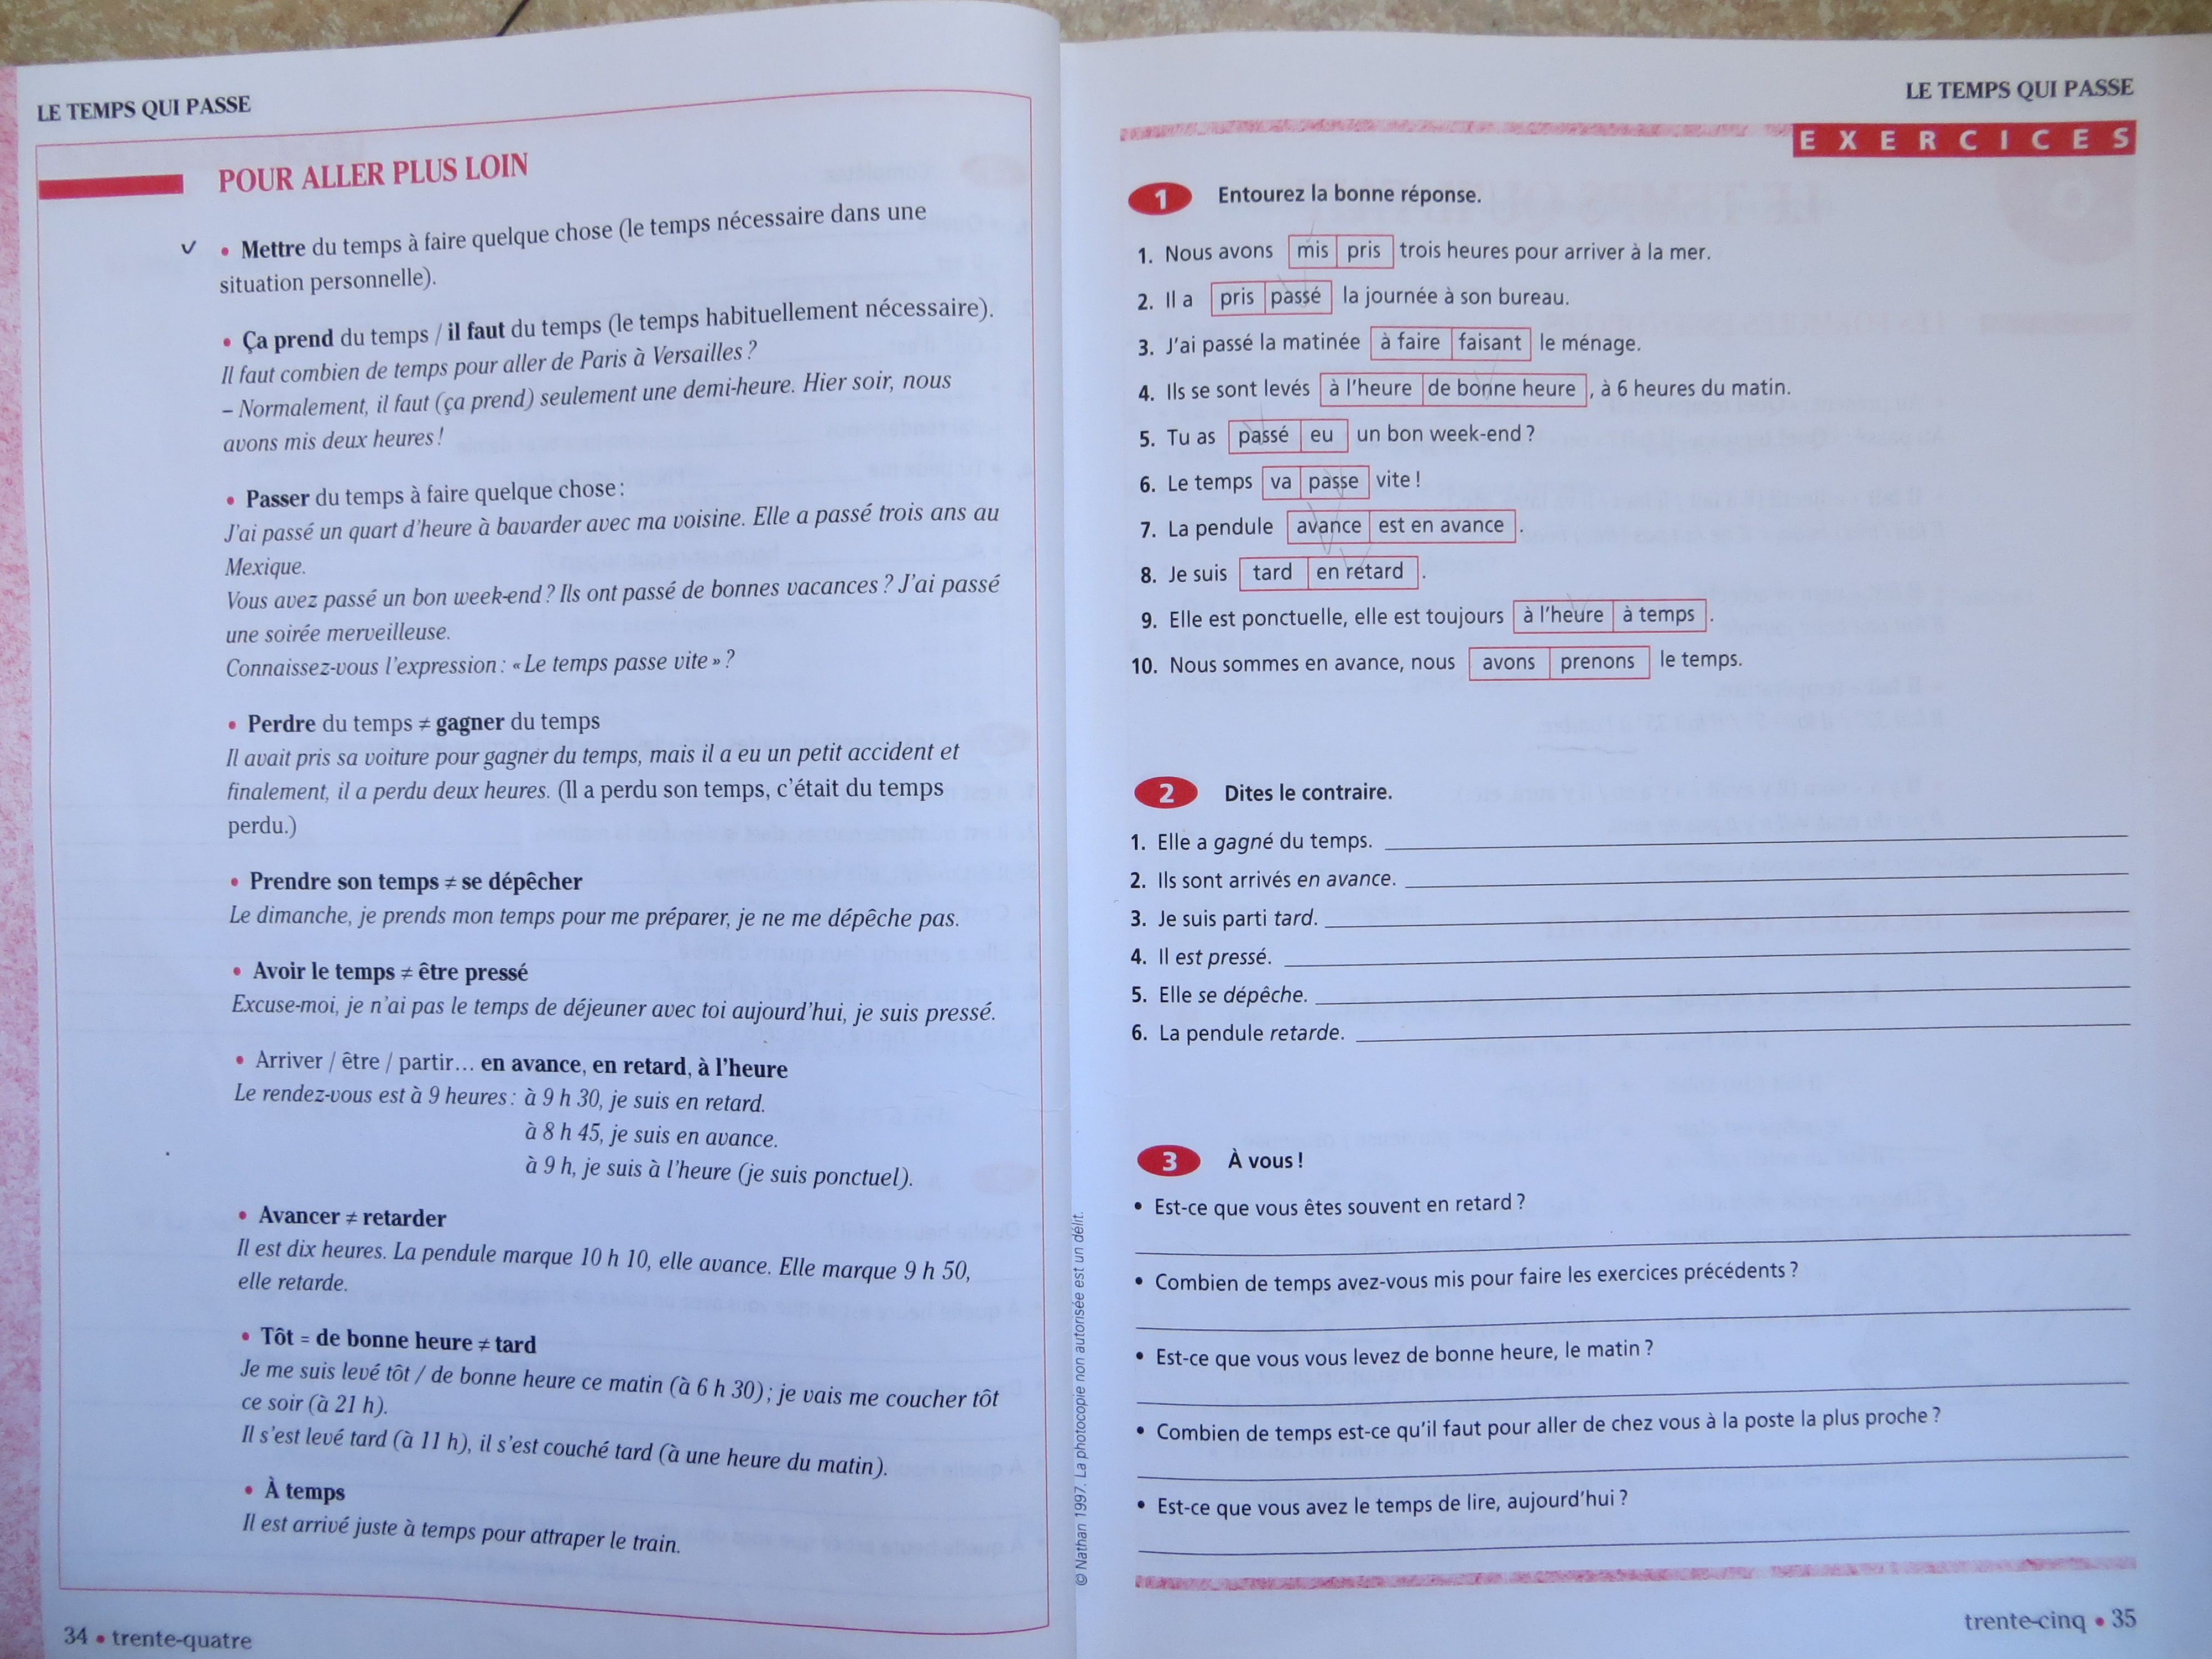 LE TEMPS QUI PASSE
POUR ALLER PLUS LOIN
• Mettre du temps à faire quelque chose (le temps nécessaire dans une
situation personnelle).
• Ça prend du temps / il faut du temps (le temps habituellement nécessaire).
Il faut combien de temps pour aller de Paris à Versailles ?
– Normalement, il faut (ça prend) seulement une demi-heure. Hier soir, nous
avons mis deux heures !
• Passer du temps à faire quelque chose :
J'ai passé un quart d'heure à bavarder avec ma voisine. Elle a passé trois ans au
Mexique.
Vous avez passé un bon week-end ? Ils ont passé de bonnes vacances ? J'ai passé
une soirée merveilleuse.
Connaissez-vous l'expression : « Le temps passe vite » ?
• Perdre du temps ≠ gagner du temps
Il avait pris sa voiture pour gagner du temps, mais il a eu un petit accident et
finalement, il a perdu deux heures. (Il a perdu son temps, c'était du temps
perdu.)
• Prendre son temps ≠ se dépêcher
Le dimanche, je prends mon temps pour me préparer, je ne me dépêche pas.
• Avoir le temps ≠ être pressé
Excuse-moi, je n'ai pas le temps de déjeuner avec toi aujourd'hui, je suis pressé.
• Arriver / être / partir… en avance, en retard, à l'heure
Le rendez-vous est à 9 heures : à 9 h 30, je suis en retard.
à 8 h 45, je suis en avance.
à 9 h, je suis à l'heure (je suis ponctuel).
• Avancer ≠ retarder
Il est dix heures. La pendule marque 10 h 10, elle avance. Elle marque 9 h 50,
elle retarde.
• Tôt = de bonne heure ≠ tard
Je me suis levé tôt / de bonne heure ce matin (à 6 h 30) ; je vais me coucher tôt
ce soir (à 21 h).
Il s'est levé tard (à 11 h), il s'est couché tard (à une heure du matin).
• À temps
Il est arrivé juste à temps pour attraper le train.
34 • trente-quatre
LE TEMPS QUI PASSE
EXERCICES
1 Entourez la bonne réponse.
1. Nous avons mis pris trois heures pour arriver à la mer.
2. Il a pris passé la journée à son bureau.
3. J'ai passé la matinée à faire faisant le ménage.
4. Ils se sont levés à l'heure de bonne heure , à 6 heures du matin.
5. Tu as passé eu un bon week-end ?
6. Le temps va passe vite !
7. La pendule avance est en avance .
8. Je suis tard en retard .
9. Elle est ponctuelle, elle est toujours à l'heure à temps .
10. Nous sommes en avance, nous avons prenons le temps.
2 Dites le contraire.
1. Elle a gagné du temps.
2. Ils sont arrivés en avance.
3. Je suis parti tard.
4. Il est pressé.
5. Elle se dépêche.
6. La pendule retarde.
3 À vous !
• Est-ce que vous êtes souvent en retard ?
• Combien de temps avez-vous mis pour faire les exercices précédents ?
• Est-ce que vous vous levez de bonne heure, le matin ?
• Combien de temps est-ce qu'il faut pour aller de chez vous à la poste la plus proche ?
• Est-ce que vous avez le temps de lire, aujourd'hui ?
© Nathan 1997. La photocopie non autorisée est un délit.
trente-cinq • 35